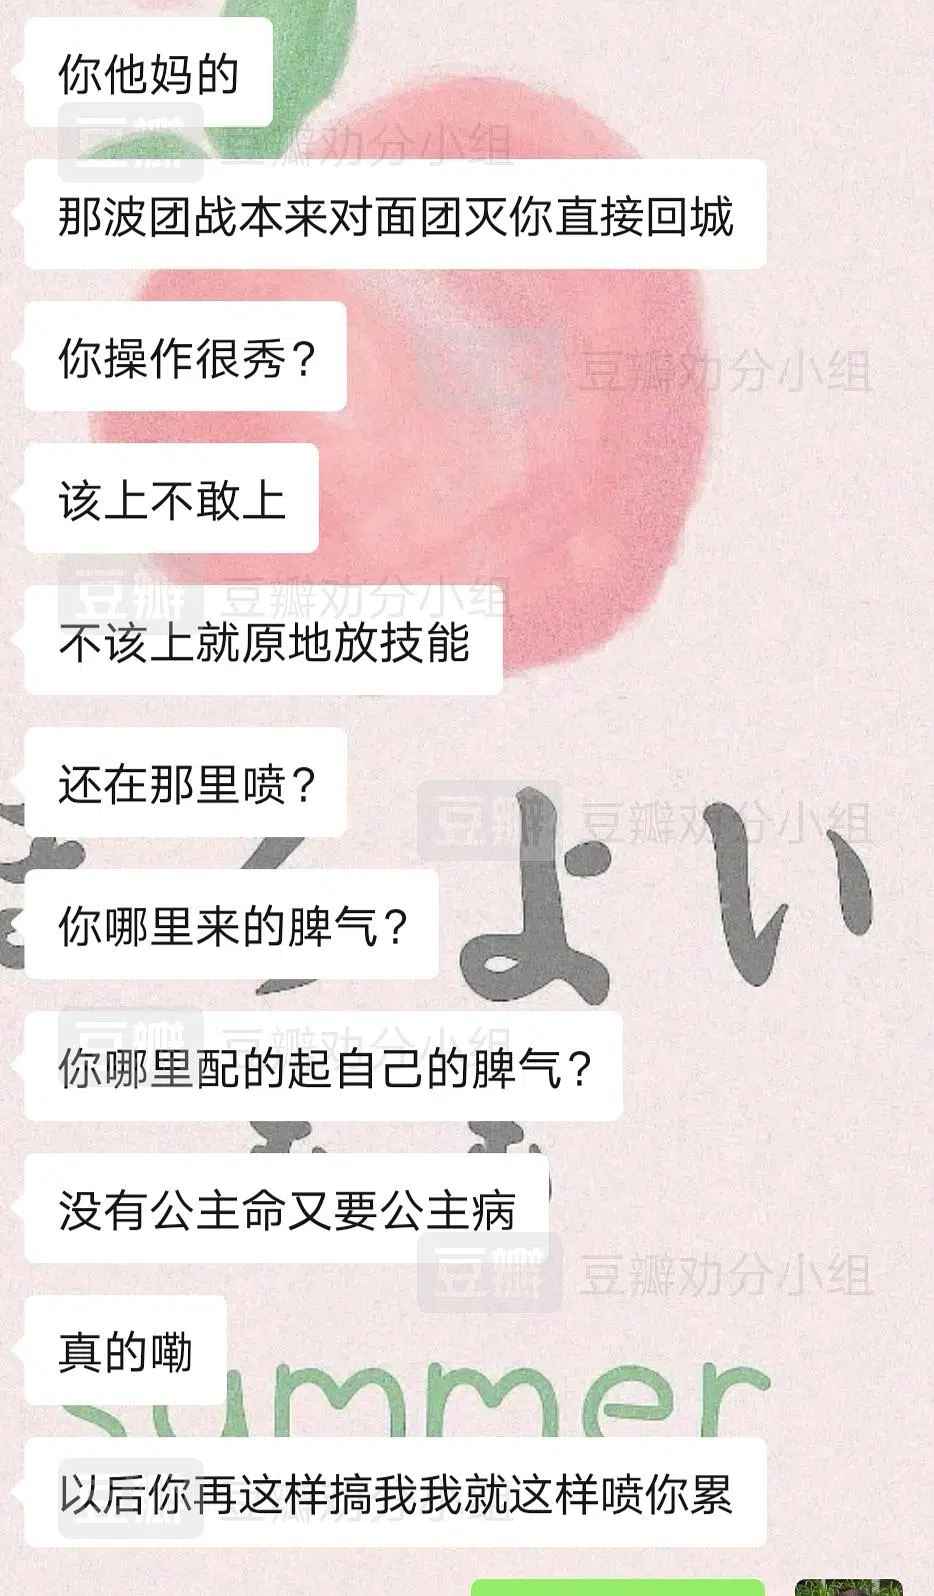 你他妈的
豆瓣 豆瓣劝分小组
那波团战本来对面团灭你直接回城
你操作很秀？
豆瓣 豆瓣劝分小组
该上不敢上
豆瓣 豆瓣劝分小组
不该上就原地放技能
还在那里喷？
豆瓣 豆瓣劝分小组
よい
你哪里来的脾气？
豆瓣 豆瓣劝分小组
你哪里配的起自己的脾气？
没有公主命又要公主病
豆瓣 豆瓣劝分小组
真的嘞
summer
以后你再这样搞我我就这样喷你累
豆瓣